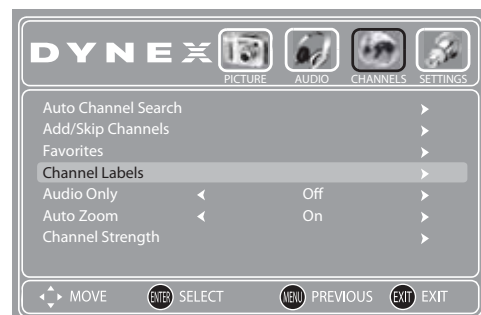 DYNEX
PICTURE AUDIO CHANNELS SETTINGS
Auto Channel Search
Add/Skip Channels
Favorites
Channel Labels
Audio Only Off
Auto Zoom On
Channel Strength
MOVE ENTER SELECT MENU PREVIOUS EXIT EXIT